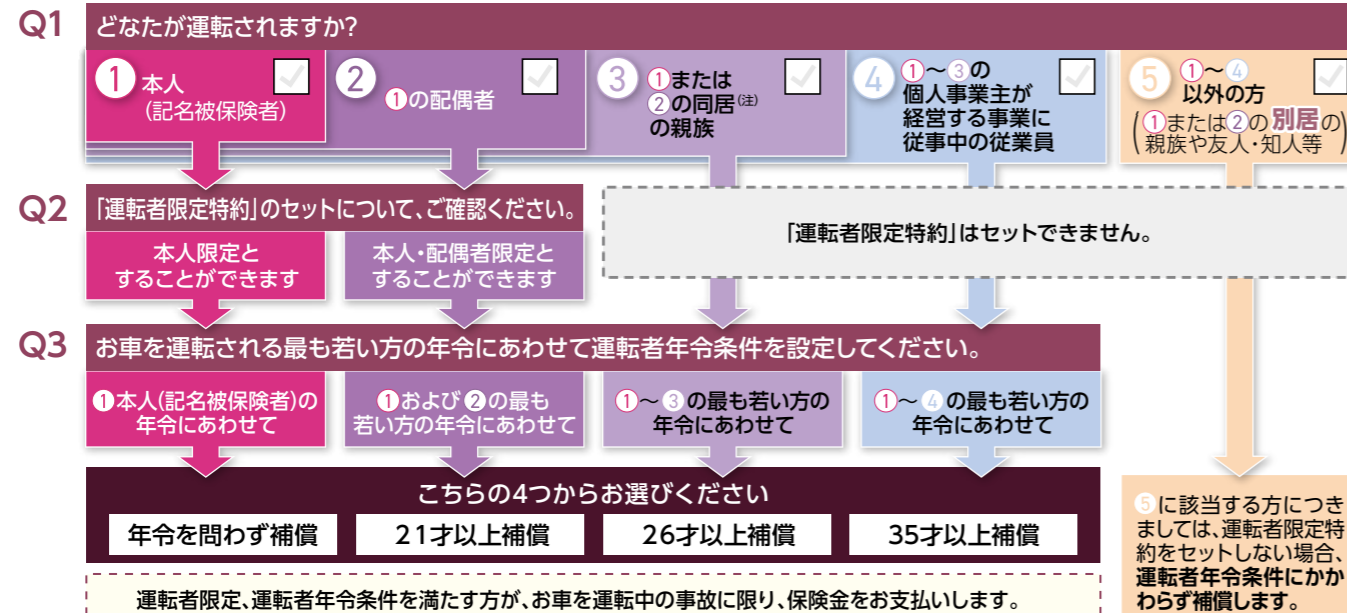 Q1 どなたが運転されますか?
1 本人
(記名被保険者)
2 ①の配偶者
3 ①または
②の同居(注)
の親族
4 ①〜③の
個人事業主が
経営する事業に
従事中の従業員
5 ①〜④
以外の方
(①または②の別居の
親族や友人・知人等)
Q2 「運転者限定特約」のセットについて、ご確認ください。
本人限定と
することができます
本人・配偶者限定と
することができます
「運転者限定特約」はセットできません。
Q3 お車を運転される最も若い方の年令にあわせて運転者年令条件を設定してください。
❶本人(記名被保険者)の
年令にあわせて
①および②の最も
若い方の年令にあわせて
①〜③の最も若い方の
年令にあわせて
①〜④の最も若い方の
年令にあわせて
こちらの4つからお選びください
年令を問わず補償
21才以上補償
26才以上補償
35才以上補償
⑤に該当する方につき
ましては、運転者限定特
約をセットしない場合、
運転者年令条件にかか
わらず補償します。
運転者限定、運転者年令条件を満たす方が、お車を運転中の事故に限り、保険金をお支払いします。